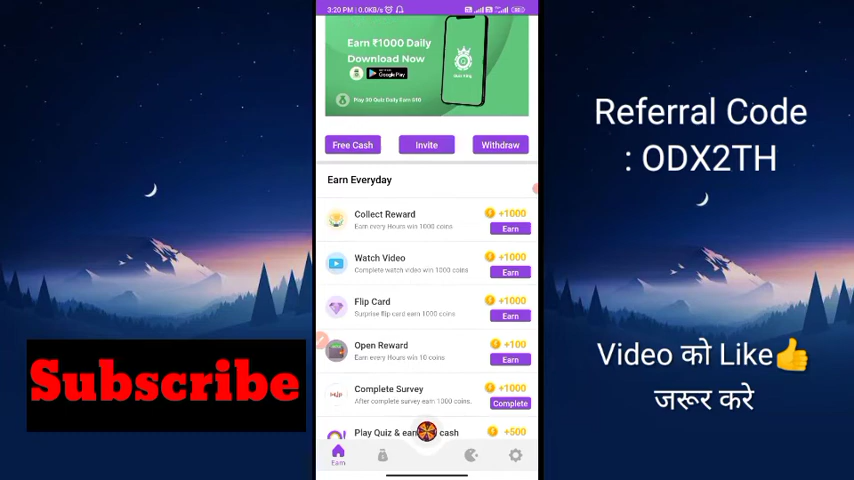 3:20 PM | 0.0KB/s
Earn ₹1000 Daily
Download Now
Google Play
Play 30 Quiz Daily Earn 500
Free Cash
Invite
Withdraw
Earn Everyday
Collect Reward
Earn every Hours win 1000 coins
+1000
Earn
Watch Video
Complete watch video win 1000 coins
+1000
Earn
Flip Card
Surprise flip card earn 1000 coins
+1000
Earn
Open Reward
Earn every Hours win 10 coins
+100
Earn
Complete Survey
After complete survey earn 1000 coins.
+1000
Complete
Play Quiz & earn cash
+500
Earn
Referral Code
: ODX2TH
Subscribe
Video को Like👍
जरूर करे